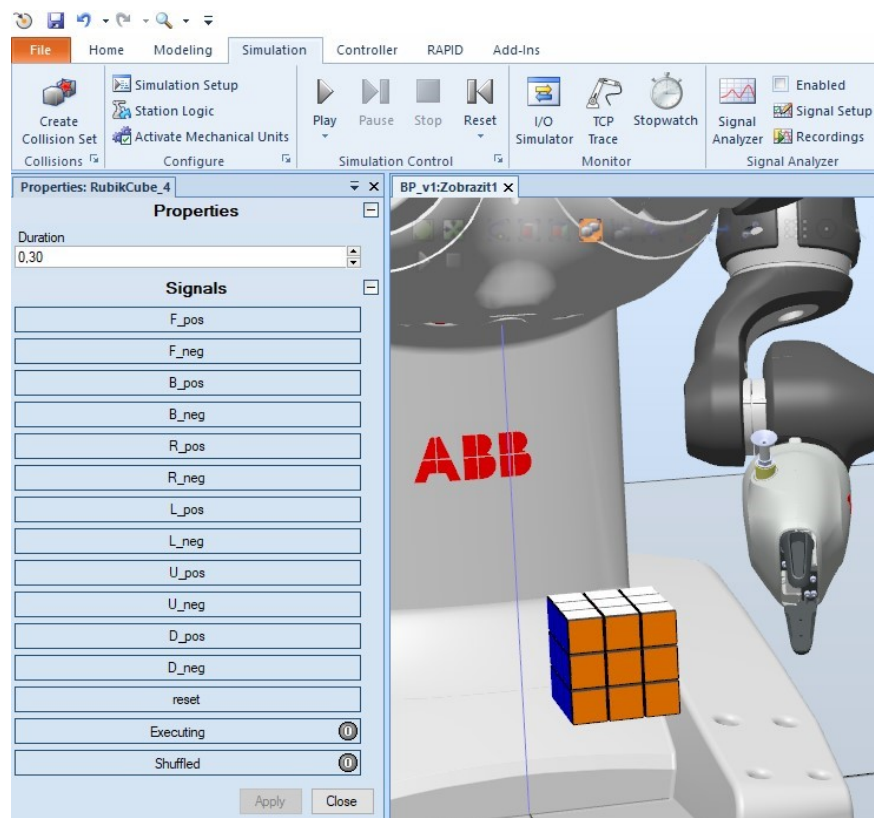 File Home Modeling Simulation Controller RAPID Add-Ins
Create Collision Set
Simulation Setup
Station Logic
Activate Mechanical Units
Play Pause Stop Reset
I/O Simulator
TCP Trace
Stopwatch
Signal Analyzer
Enabled
Signal Setup
Recordings
Collisions Configure Simulation Control Monitor Signal Analyzer
Properties: RubikCube_4
BP_v1:Zobrazit1
Properties
Duration
0,30
Signals
F_pos
F_neg
B_pos
B_neg
R_pos
R_neg
L_pos
L_neg
U_pos
U_neg
D_pos
D_neg
reset
Executing 0
Shuffled 0
Apply Close
ABB